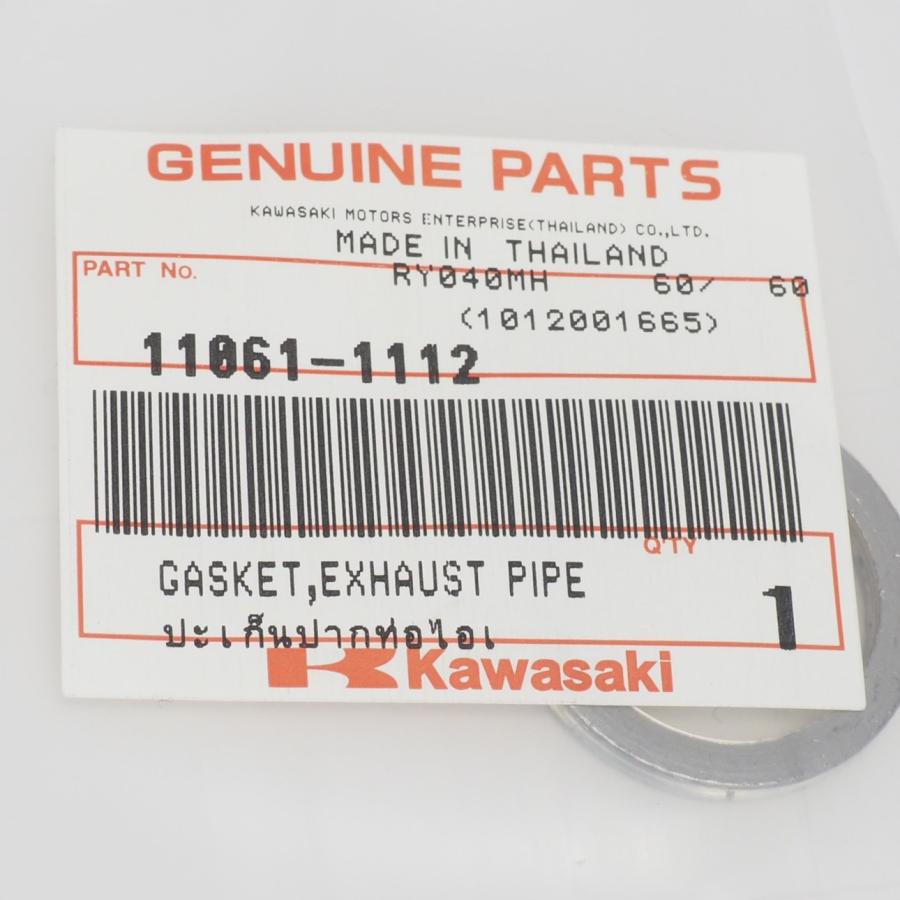 GENUINE PARTS
KAWASAKI MOTORS ENTERPRISE(THAILAND) CO.,LTD.
MADE IN THAILAND
PART No.
RY040MH 60/ 60
(1012001665)
11061-1112
Q'TY
GASKET,EXHAUST PIPE
1
ปะเก็นปากท่อไอเ
Kawasaki